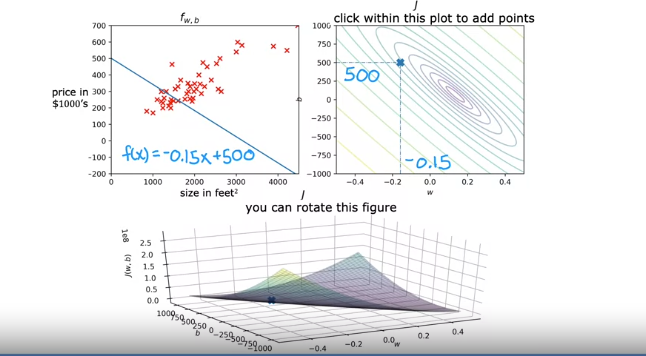 f_{w,b}
700
600
500
400
300
200
100
0
-100
-200
price in
$1000's
f(x)=-0.15x+500
0 1000 2000 3000 4000
size in feet²
J
click within this plot to add points
1000
750
500
250
0
-250
-500
-750
-1000
b
500
-0.15
-0.4 -0.2 0.0 0.2 0.4
w
J
you can rotate this figure
1e8
J(w, b)
2.5
2.0
1.5
1.0
0.5
0.0
1000 750 500 250 0 -250 -500 -750 -1000
b
-0.4 -0.2 0.0 0.2 0.4
w